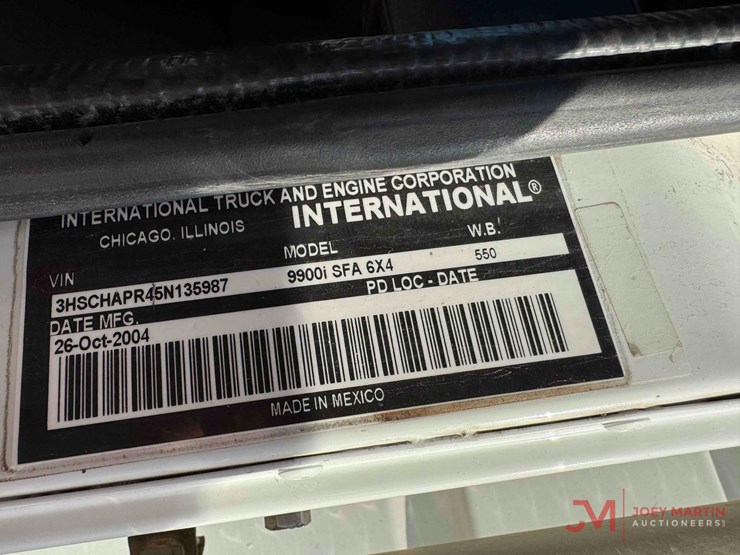 INTERNATIONAL TRUCK AND ENGINE CORPORATION
CHICAGO, ILLINOIS INTERNATIONAL®
VIN MODEL W.B.
3HSCHAPR45N135987 9900i SFA 6X4 550
DATE MFG. PD LOC - DATE
26-Oct-2004
MADE IN MEXICO
JM JOEY MARTIN
AUCTIONEERS